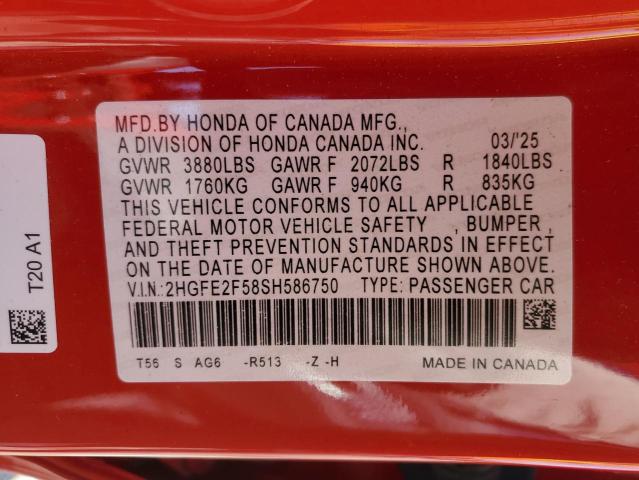 MFD.BY HONDA OF CANADA MFG.,
A DIVISION OF HONDA CANADA INC. 03/'25
GVWR 3880LBS GAWR F 2072LBS R 1840LBS
GVWR 1760KG GAWR F 940KG R 835KG
THIS VEHICLE CONFORMS TO ALL APPLICABLE
FEDERAL MOTOR VEHICLE SAFETY , BUMPER ,
AND THEFT PREVENTION STANDARDS IN EFFECT
ON THE DATE OF MANUFACTURE SHOWN ABOVE.
V.I.N.:2HGFE2F58SH586750 TYPE: PASSENGER CAR
T56 S AG6 -R513 -Z -H MADE IN CANADA
T20 A1